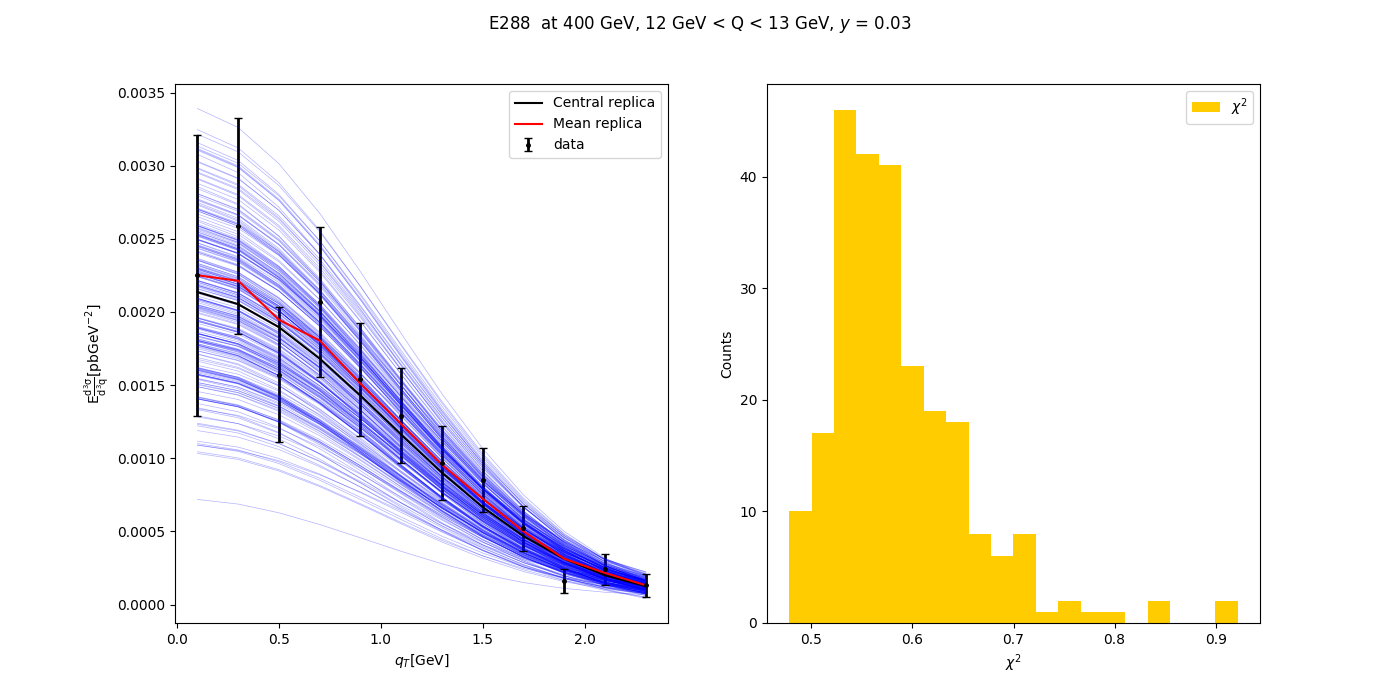 E288  at 400 GeV, 12 GeV < Q < 13 GeV, y = 0.03
0.0035
0.0030
0.0025
0.0020
0.0015
0.0010
0.0005
0.0000
E d³σ/d³q [pbGeV⁻²]
Central replica
Mean replica
data
0.0 0.5 1.0 1.5 2.0
q_T[GeV]
χ²
40
30
20
10
0
Counts
0.5 0.6 0.7 0.8 0.9
χ²